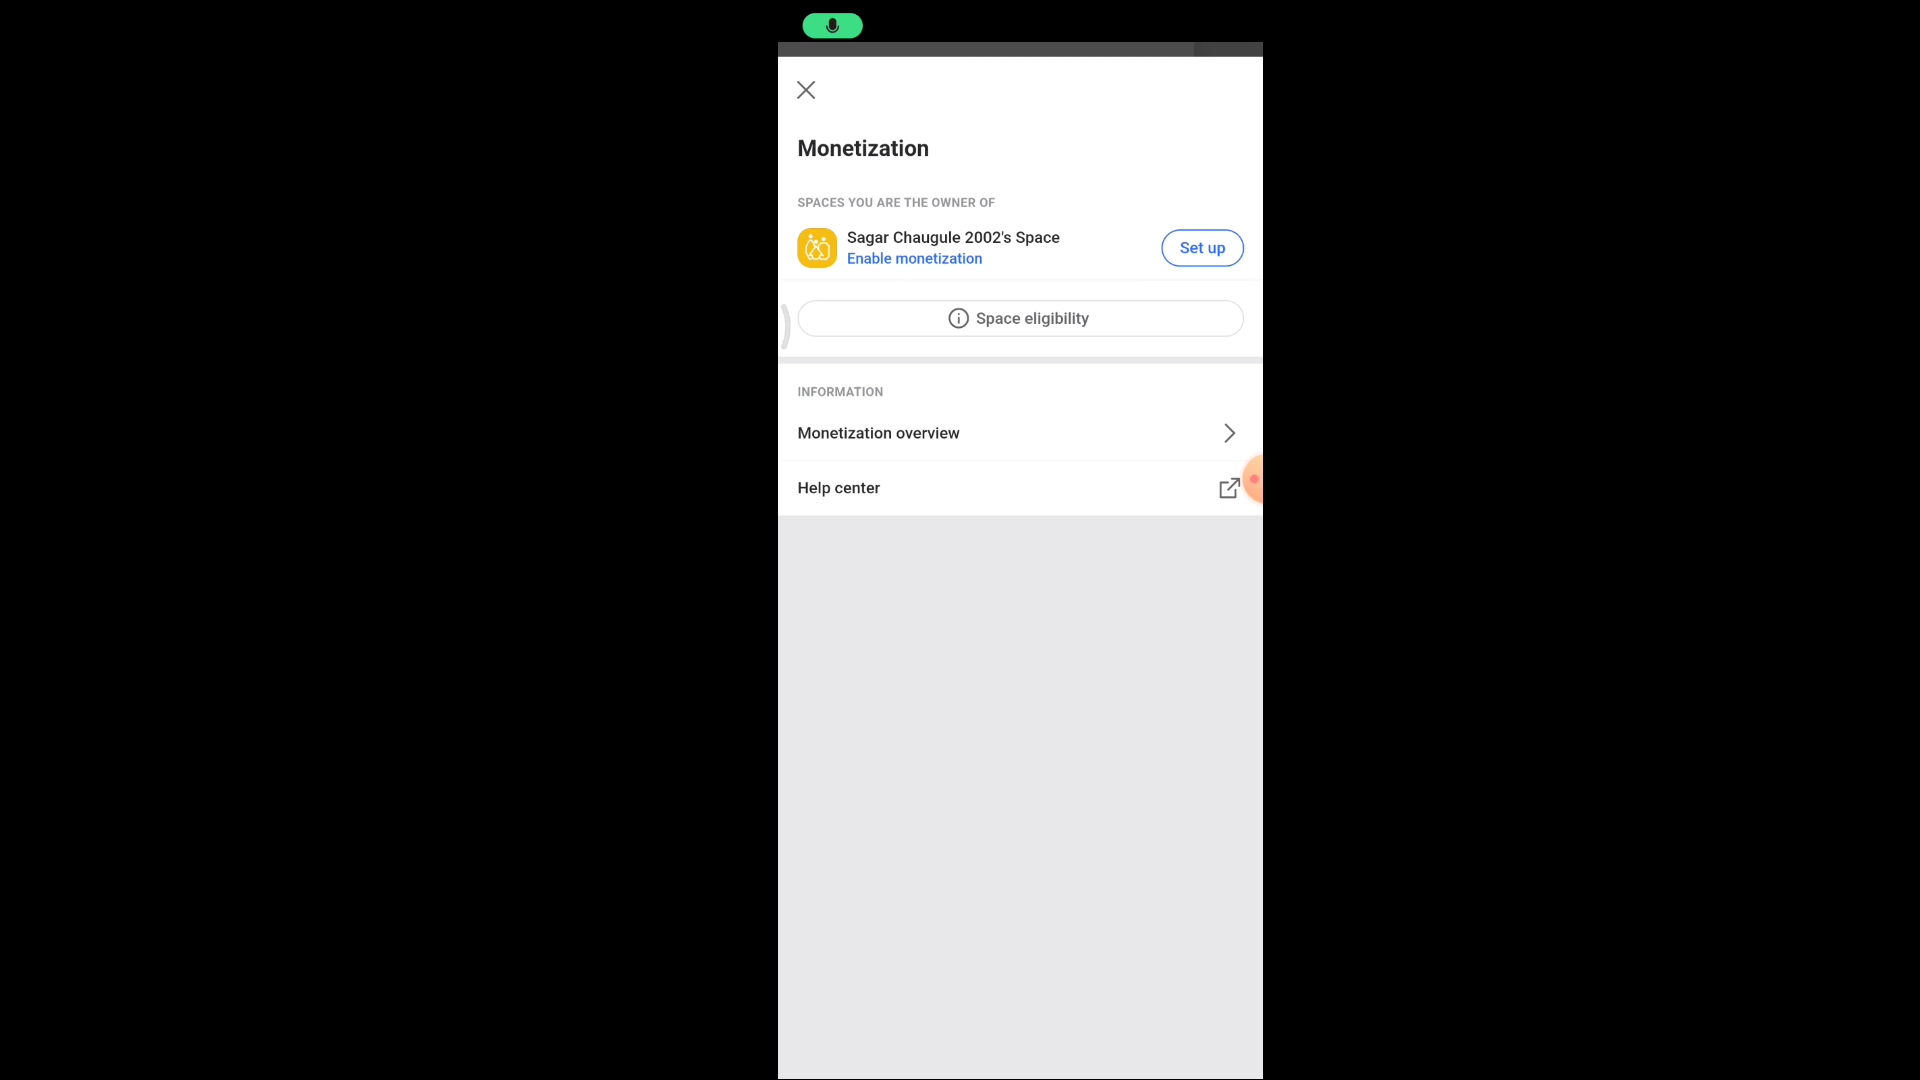 Monetization
SPACES YOU ARE THE OWNER OF
Sagar Chaugule 2002's Space
Enable monetization
Set up
Space eligibility
INFORMATION
Monetization overview
Help center